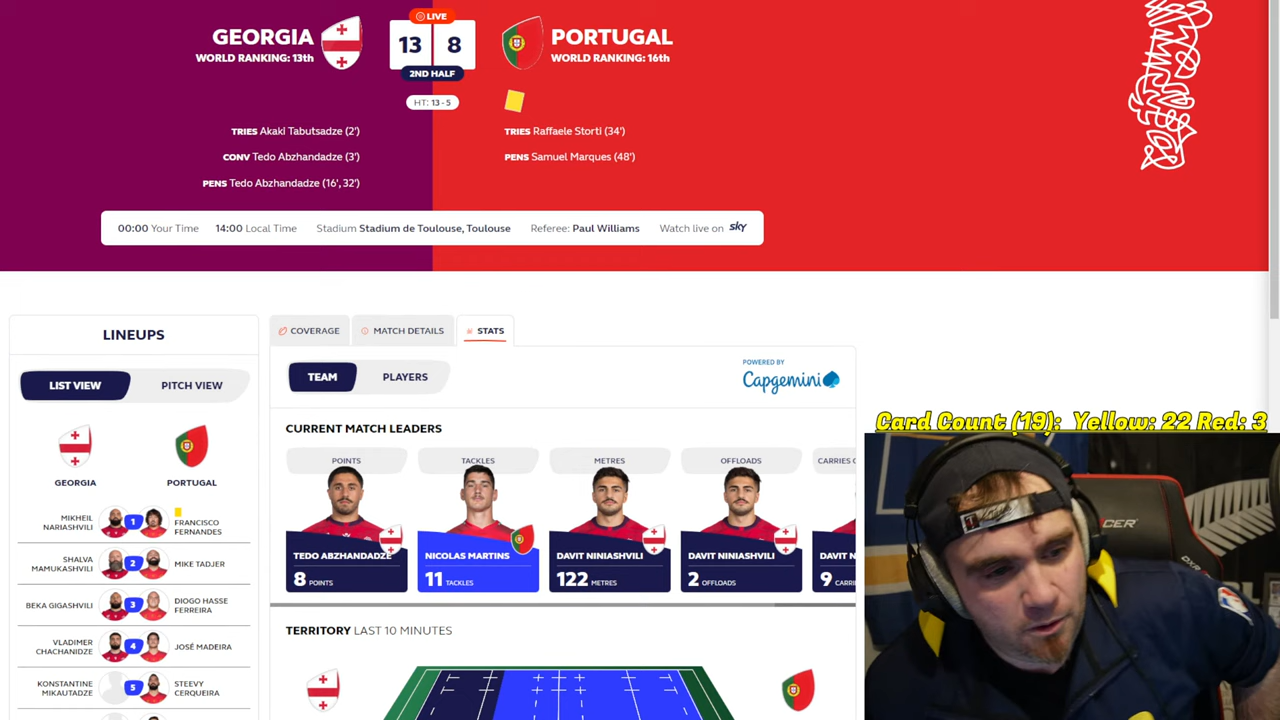 LIVE
GEORGIA 13 8 PORTUGAL
WORLD RANKING: 13th WORLD RANKING: 16th
2ND HALF
HT: 13 - 5
TRIES Akaki Tabutsadze (2') TRIES Raffaele Storti (34')
CONV Tedo Abzhandadze (3') PENS Samuel Marques (48')
PENS Tedo Abzhandadze (16', 32')
00:00 Your Time 14:00 Local Time Stadium Stadium de Toulouse, Toulouse Referee: Paul Williams Watch live on sky
LINEUPS
LIST VIEW PITCH VIEW
GEORGIA PORTUGAL
MIKHEIL NARIASHVILI 1 FRANCISCO FERNANDES
SHALVA MAMUKASHVILI 2 MIKE TADJER
BEKA GIGASHVILI 3 DIOGO HASSE FERREIRA
VLADIMER CHACHANIDZE 4 JOSÉ MADEIRA
KONSTANTINE MIKAUTADZE 5 STEEVY CERQUEIRA
COVERAGE MATCH DETAILS STATS
TEAM PLAYERS
POWERED BY
Capgemini
CURRENT MATCH LEADERS
POINTS TACKLES METRES OFFLOADS CARRIES
TEDO ABZHANDADZE NICOLAS MARTINS DAVIT NINIASHVILI DAVIT NINIASHVILI DAVIT N
8 POINTS 11 TACKLES 122 METRES 2 OFFLOADS 9 CARRI
TERRITORY LAST 10 MINUTES
Card Count (19): Yellow: 22 Red: 3